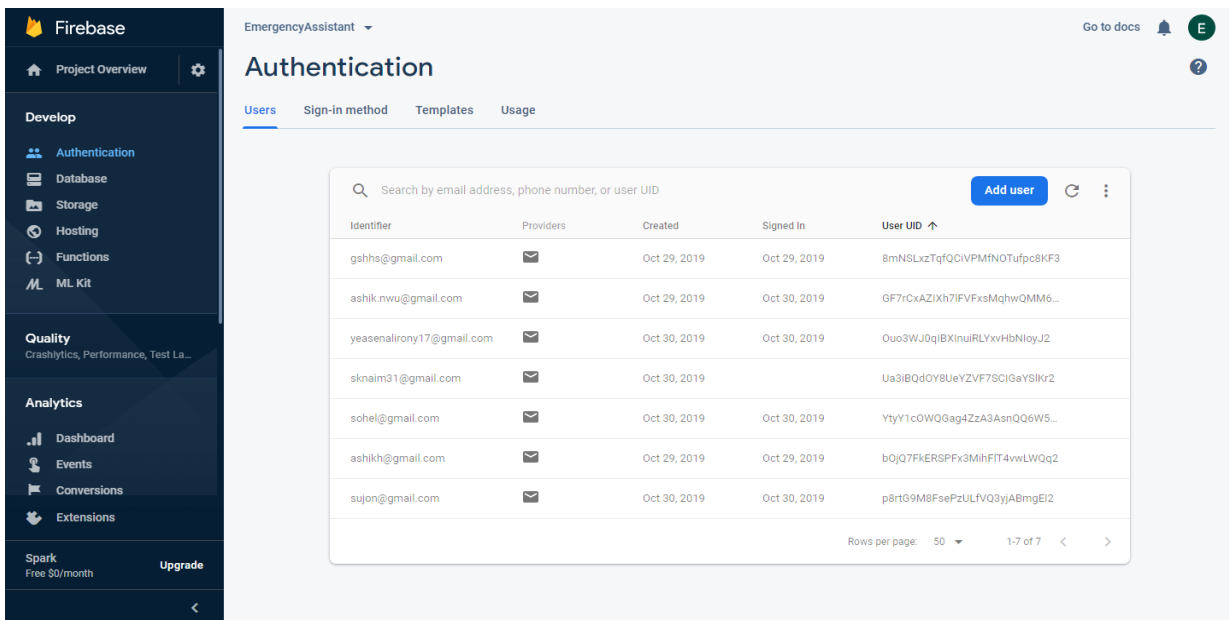 Firebase
EmergencyAssistant
Go to docs
E
Project Overview
Authentication
Users Sign-in method Templates Usage
Develop
Authentication
Database
Storage
Hosting
Functions
ML Kit
Quality
Crashlytics, Performance, Test La...
Analytics
Dashboard
Events
Conversions
Extensions
Spark
Free $0/month
Upgrade
Search by email address, phone number, or user UID
Add user
Identifier Providers Created Signed In User UID
gshhs@gmail.com Oct 29, 2019 Oct 29, 2019 8mNSLxzTqfQCiVPMfNOTufpc8KF3
ashik.nwu@gmail.com Oct 29, 2019 Oct 30, 2019
yeasenalirony17@gmail.com Oct 30, 2019 Oct 30, 2019
sknaim31@gmail.com Oct 30, 2019
sohel@gmail.com Oct 30, 2019 Oct 30, 2019 YtyY1cOWQGag4ZzA3AsnQQ6W5...
ashikh@gmail.com Oct 29, 2019 Oct 29, 2019
sujon@gmail.com Oct 30, 2019 Oct 30, 2019
Rows per page: 50 1-7 of 7